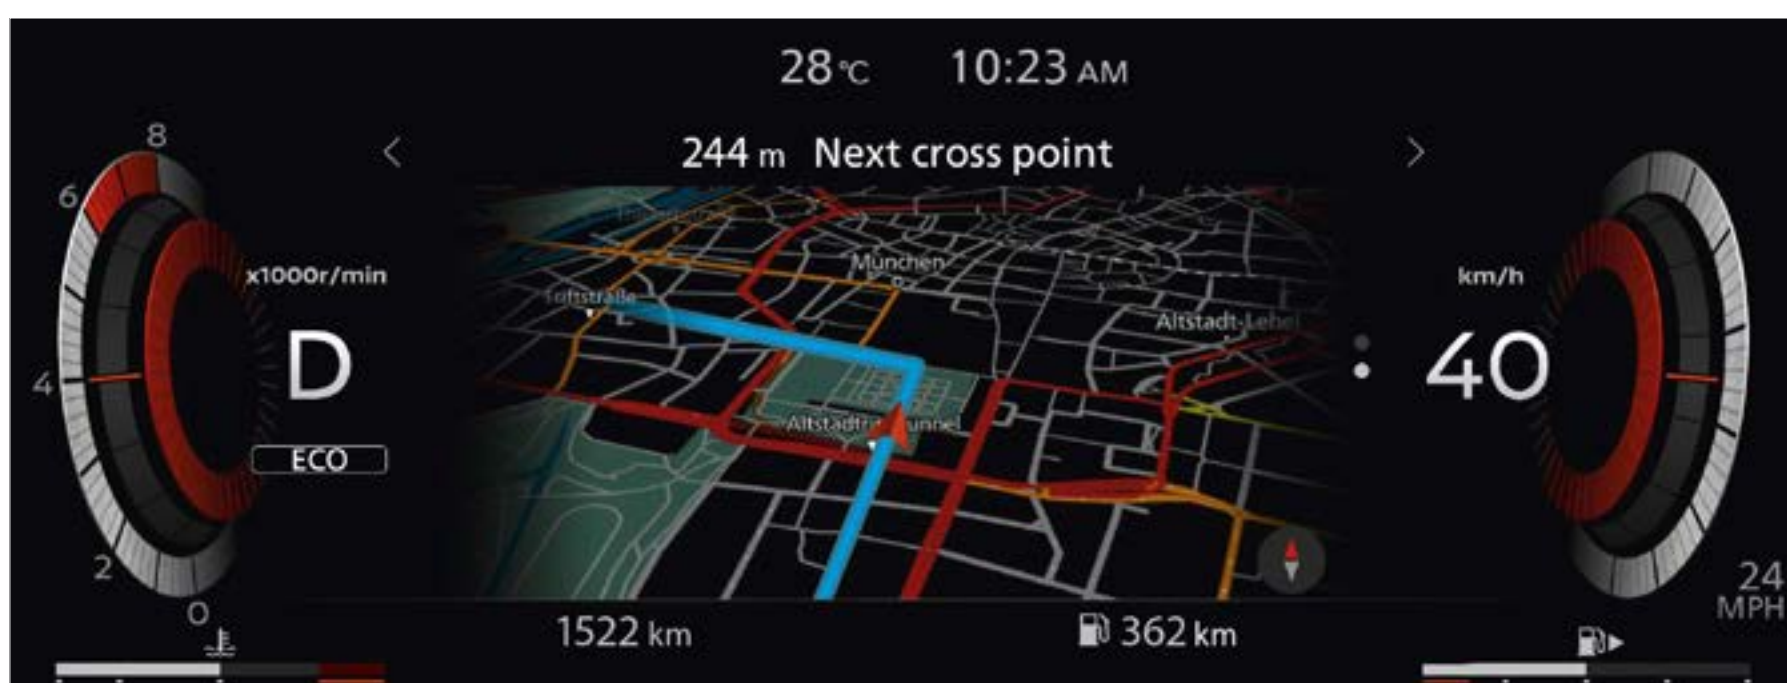 28 °C 10:23 AM
244 m Next cross point
8
6
x1000r/min
4
D
ECO
2
0
München
Luftstraße
Altstadt-Lehel
km/h
40
24
MPH
1522 km
362 km